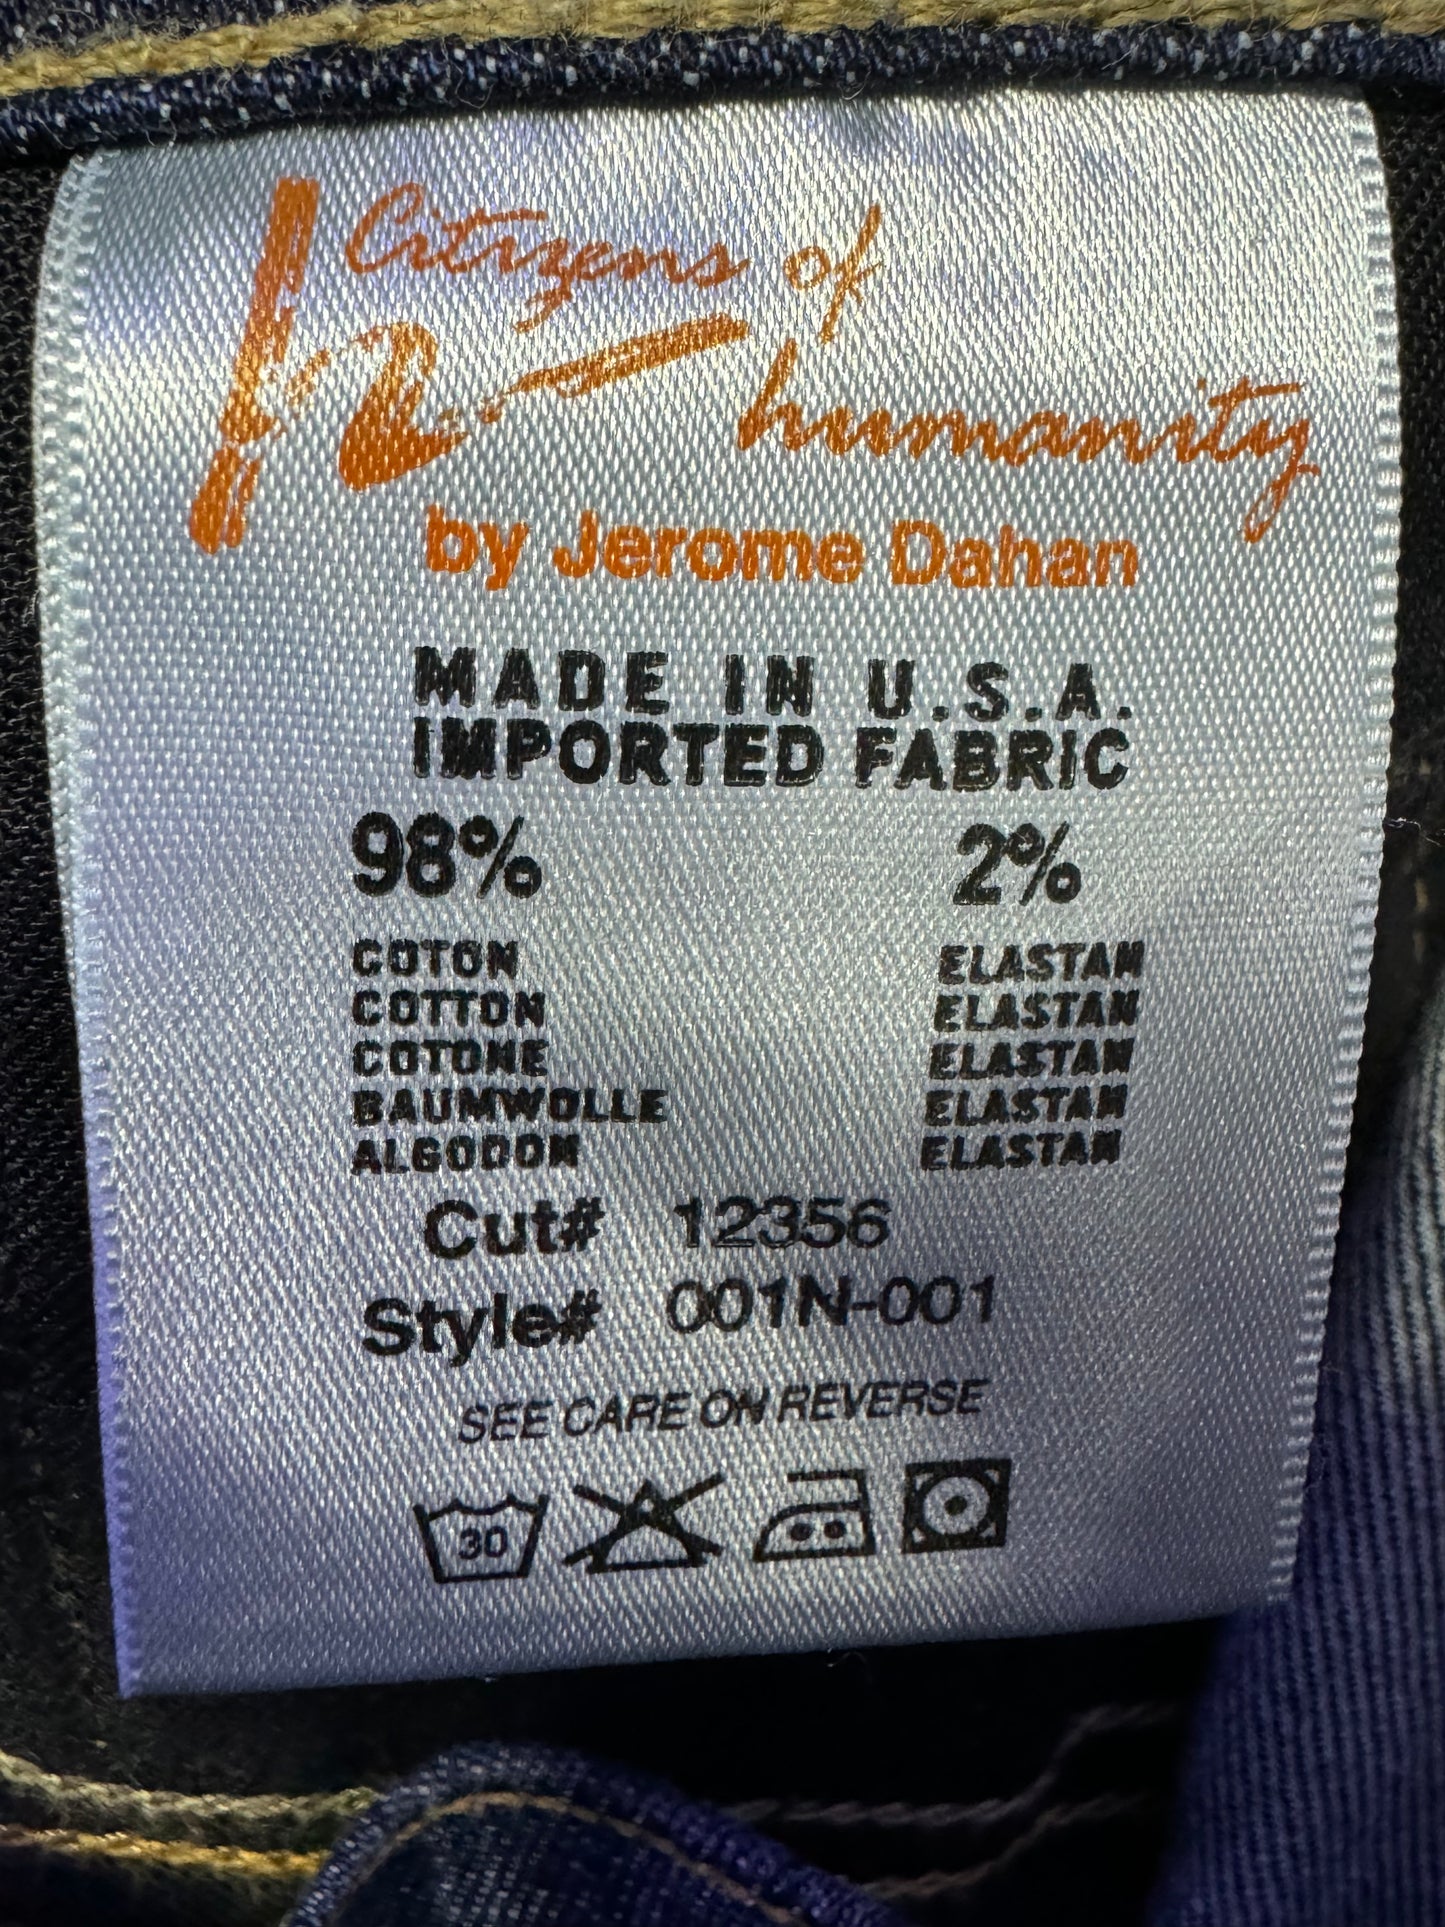 Citizens of
humanity
by Jerome Dahan
MADE IN U.S.A.
IMPORTED FABRIC
98% 2%
COTON ELASTAN
COTTON ELASTAN
COTONE ELASTAN
BAUMWOLLE ELASTAN
ALGODON ELASTAN
Cut# 12356
Style# 001N-001
SEE CARE ON REVERSE
30